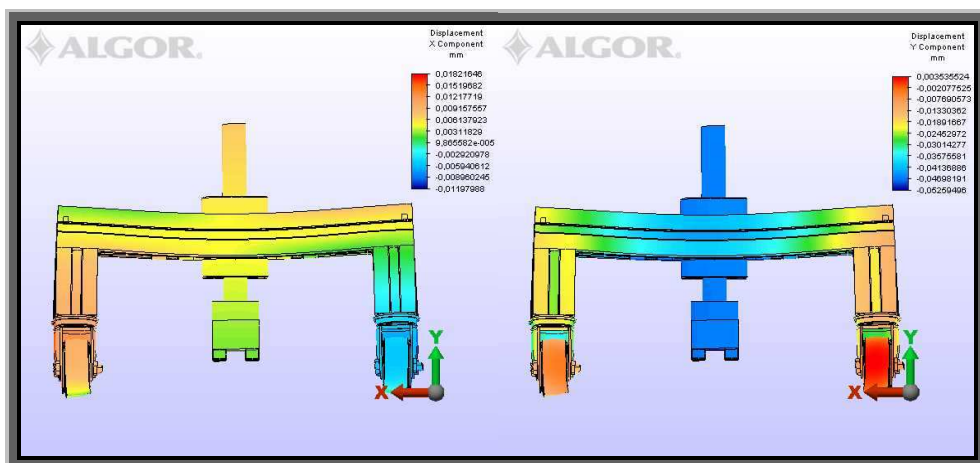 ALGOR.
Displacement
X Component
mm
0,01821646
0,01519682
0,01217719
0,009157557
0,006137923
0,00311829
9,865582e-005
-0,002920978
-0,005940612
-0,008960245
-0,01197988
Y
X
ALGOR.
Displacement
Y Component
mm
0,003535524
-0,002077525
-0,007690573
-0,01330362
-0,01891667
-0,02452972
-0,03014277
-0,03575581
-0,04136886
-0,04698191
-0,05259496
Y
X